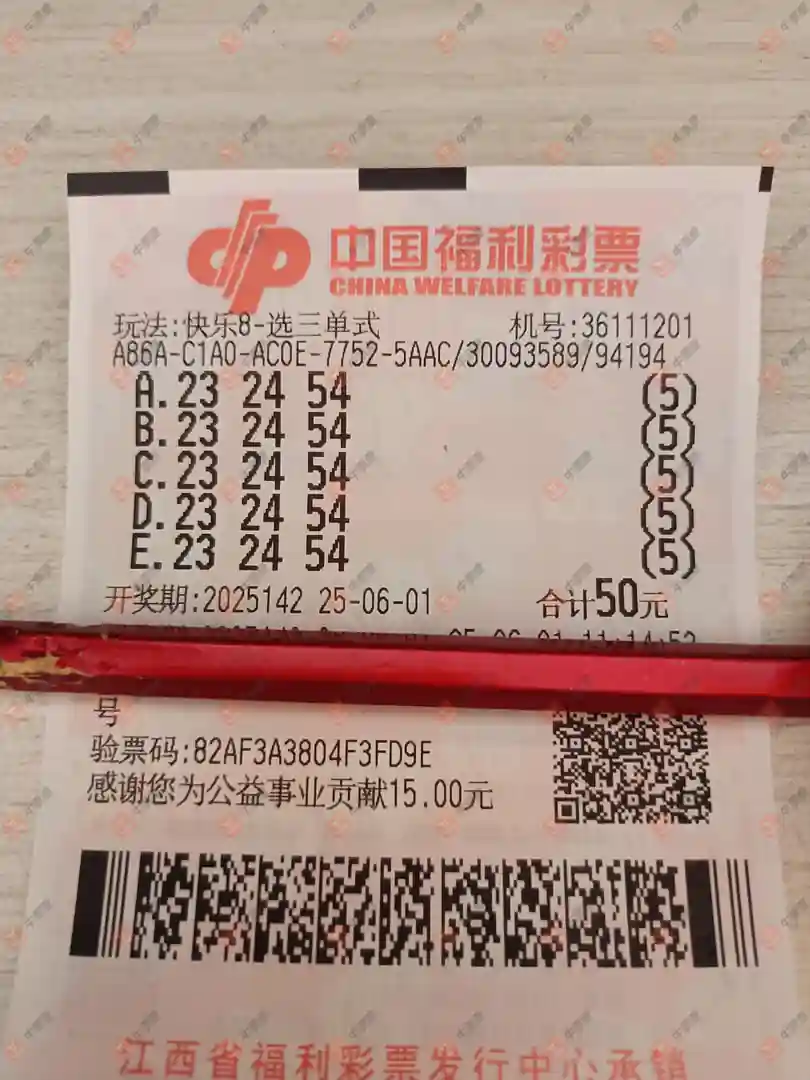 中国福利彩票
CHINA WELFARE LOTTERY
玩法:快乐8-选三单式 机号:36111201
A86A-C1A0-AC0E-7752-5AAC/30093589/94194
A.23 24 54 (5)
B.23 24 54 (5)
C.23 24 54 (5)
D.23 24 54 (5)
E.23 24 54 (5)
开奖期:2025142 25-06-01 合计50元
号
验票码:82AF3A3804F3FD9E
感谢您为公益事业贡献15.00元
江西省福利彩票发行中心承销